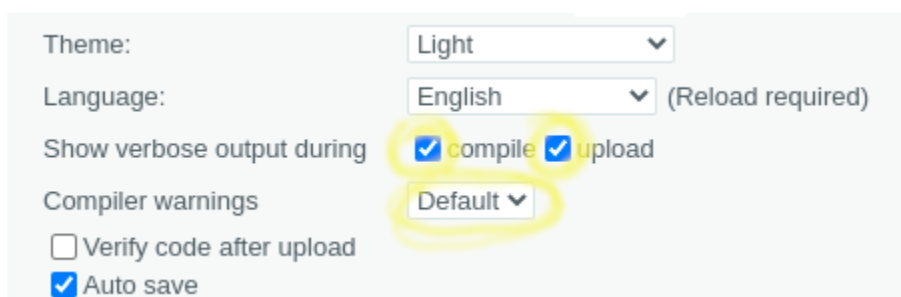 Theme: Light
Language: English (Reload required)
Show verbose output during compile upload
Compiler warnings Default
Verify code after upload
Auto save